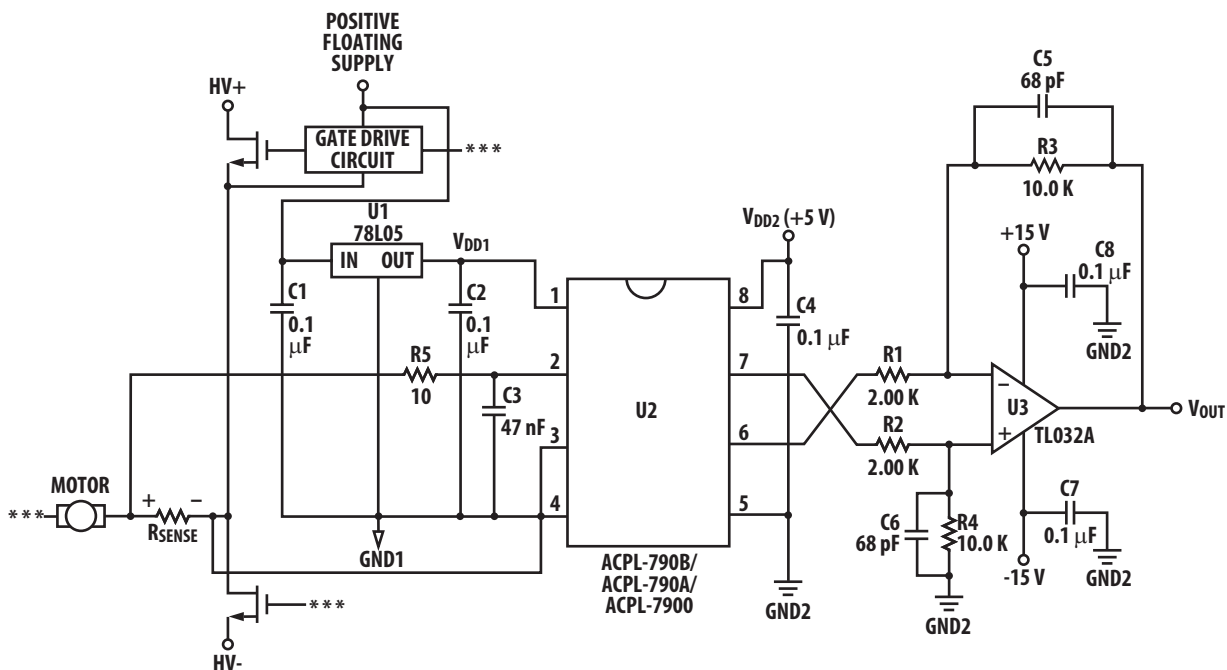 POSITIVE
FLOATING
SUPPLY
HV+
GATE DRIVE
CIRCUIT
***
U1
78L05
IN OUT
VDD1
C1
0.1
μF
C2
0.1
μF
R5
10
C3
47 nF
MOTOR
***
+
−
RSENSE
GND1
***
HV-
1
2
3
4
U2
8
7
6
5
ACPL-790B/
ACPL-790A/
ACPL-7900
VDD2 (+5 V)
C4
0.1 μF
GND2
R1
2.00 K
R2
2.00 K
C5
68 pF
R3
10.0 K
+15 V
C8
0.1 μF
GND2
−
+
U3
TL032A
VOUT
C6
68 pF
R4
10.0 K
GND2
C7
0.1 μF
GND2
-15 V